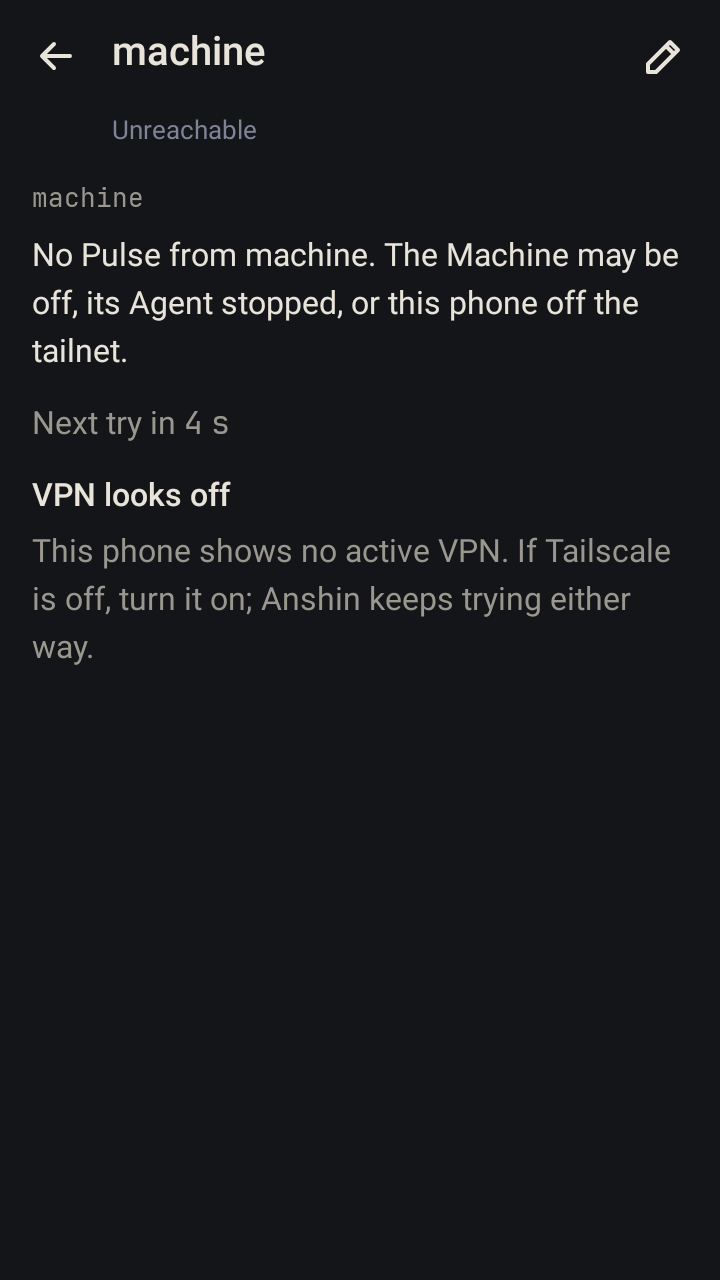 machine
Unreachable
machine
No Pulse from machine. The Machine may be
off, its Agent stopped, or this phone off the
tailnet.
Next try in 4 s
VPN looks off
This phone shows no active VPN. If Tailscale
is off, turn it on; Anshin keeps trying either
way.